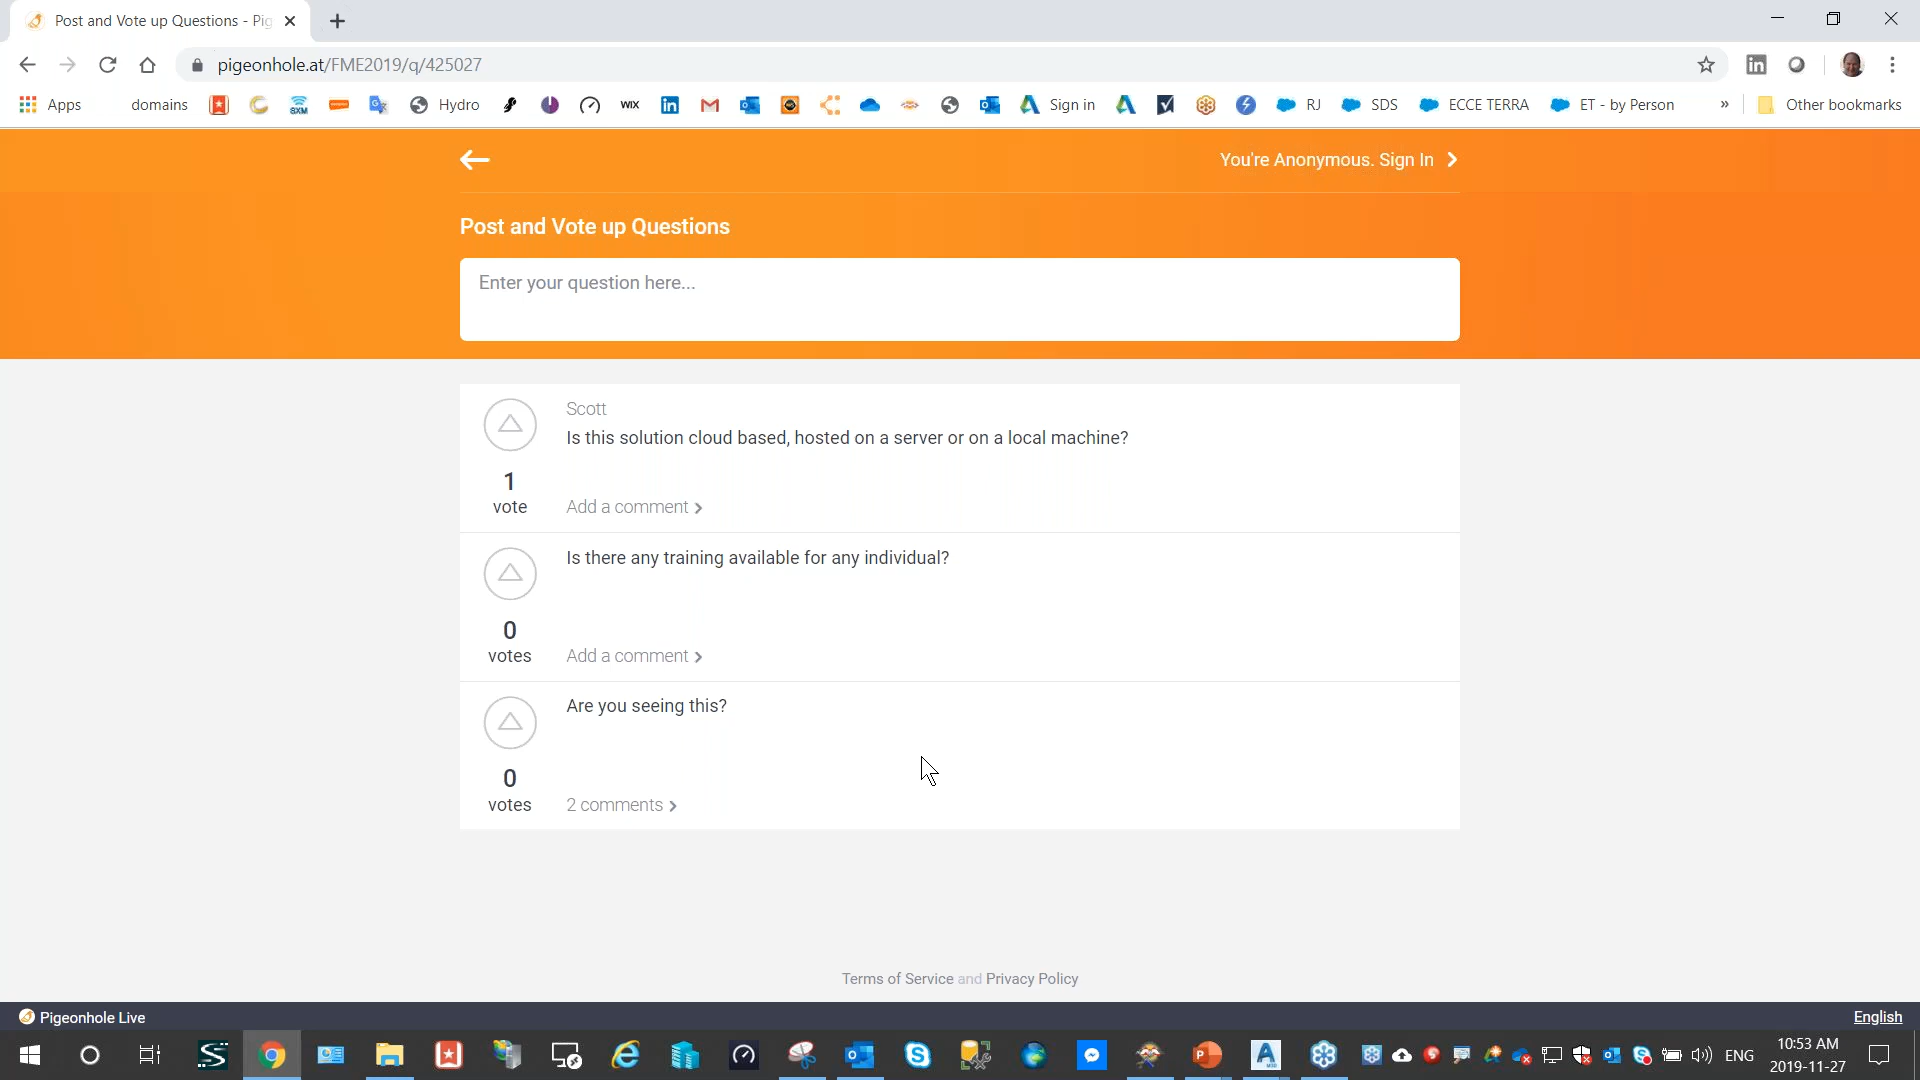 Post and Vote up Questions - Pig
pigeonhole.at/FME2019/q/425027
Apps domains Hydro WIX Sign in RJ SDS ECCE TERRA ET - by Person » Other bookmarks
You're Anonymous. Sign In
Post and Vote up Questions
Enter your question here...
Scott
Is this solution cloud based, hosted on a server or on a local machine?
1
vote
Add a comment
Is there any training available for any individual?
0
votes
Add a comment
Are you seeing this?
0
votes
2 comments
Terms of Service and Privacy Policy
Pigeonhole Live
English
ENG
10:53 AM
2019-11-27